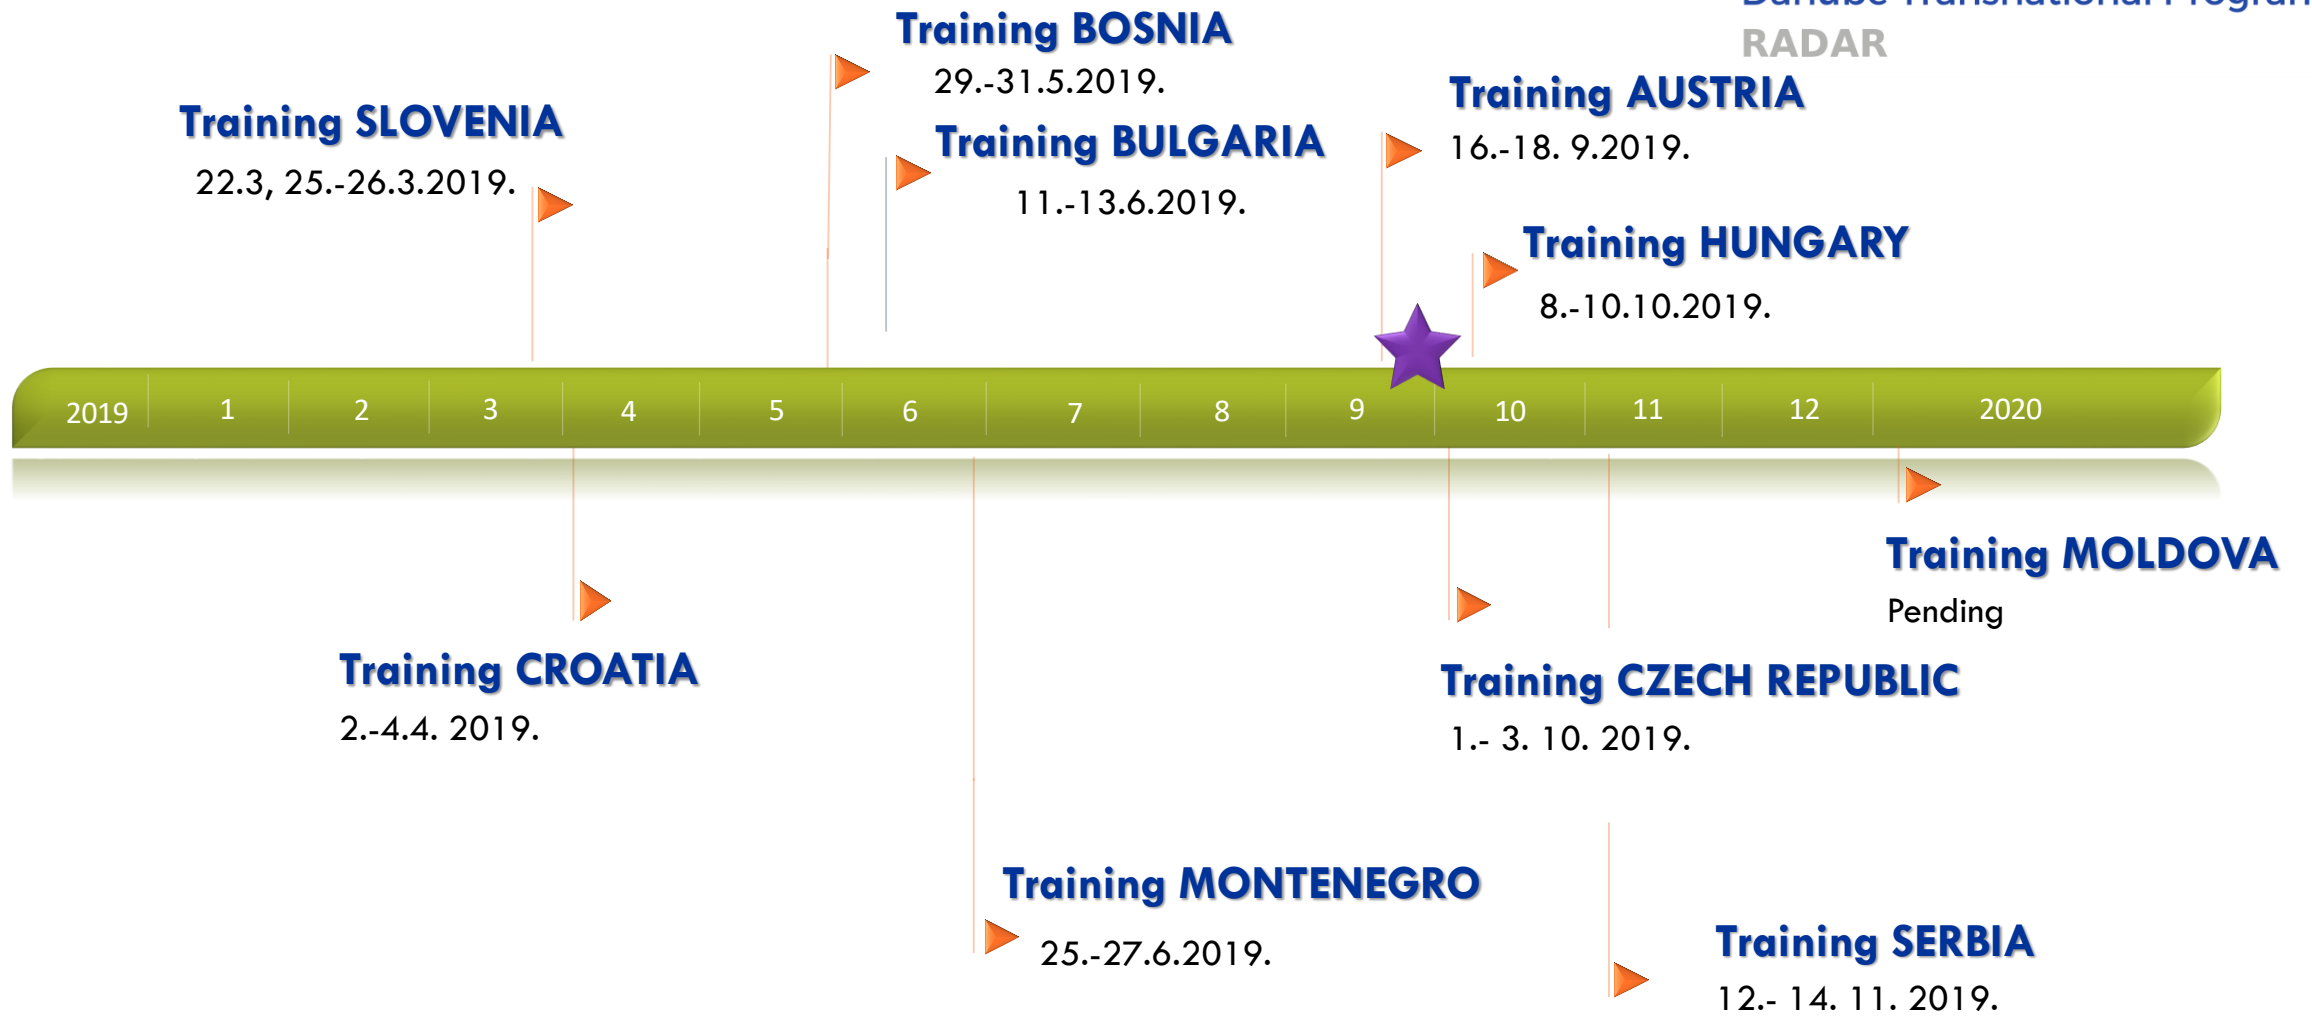 Danube Transnational Program
RADAR
Training BOSNIA
29.-31.5.2019.
Training SLOVENIA
22.3, 25.-26.3.2019.
Training BULGARIA
11.-13.6.2019.
Training AUSTRIA
16.-18. 9.2019.
Training HUNGARY
8.-10.10.2019.
2019 1 2 3 4 5 6 7 8 9 10 11 12 2020
Training MOLDOVA
Pending
Training CROATIA
2.-4.4. 2019.
Training CZECH REPUBLIC
1.- 3. 10. 2019.
Training MONTENEGRO
25.-27.6.2019.
Training SERBIA
12.- 14. 11. 2019.